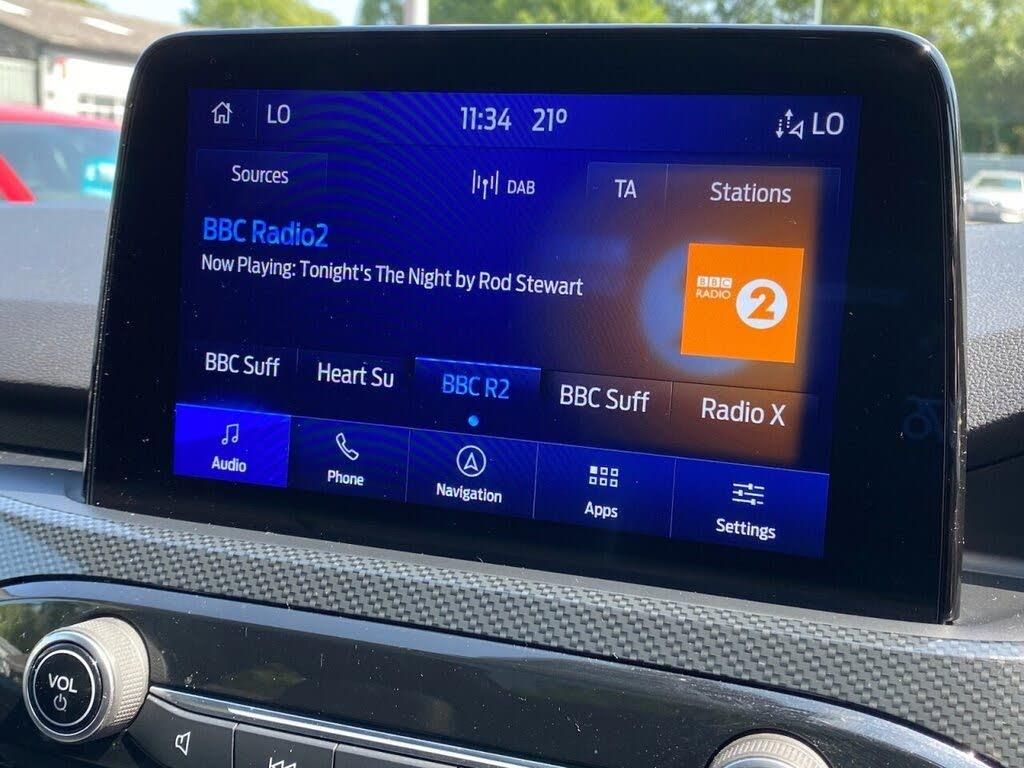 LO
11:34 21°
LO
Sources
DAB
TA
Stations
BBC Radio2
Now Playing: Tonight's The Night by Rod Stewart
BBC
RADIO
2
BBC Suff
Heart Su
BBC R2
BBC Suff
Radio X
Audio
Phone
Navigation
Apps
Settings
VOL